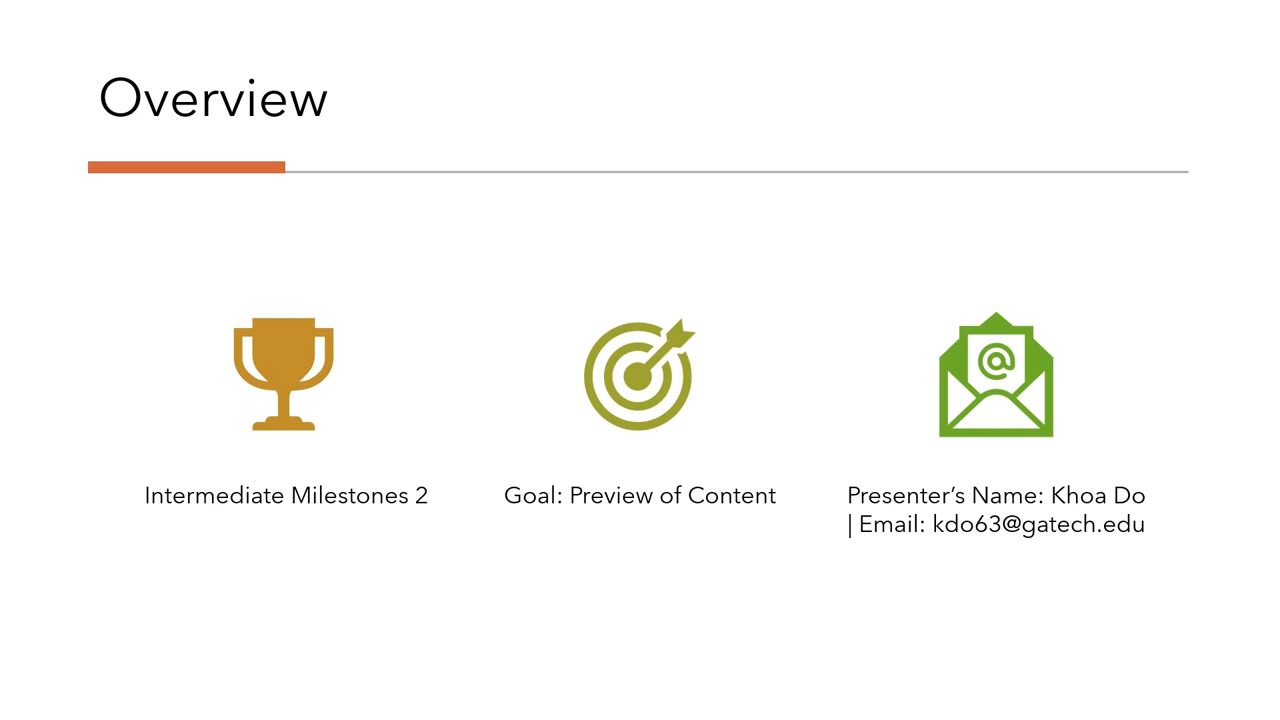 Overview
Intermediate Milestones 2
Goal: Preview of Content
Presenter’s Name: Khoa Do
| Email: kdo63@gatech.edu